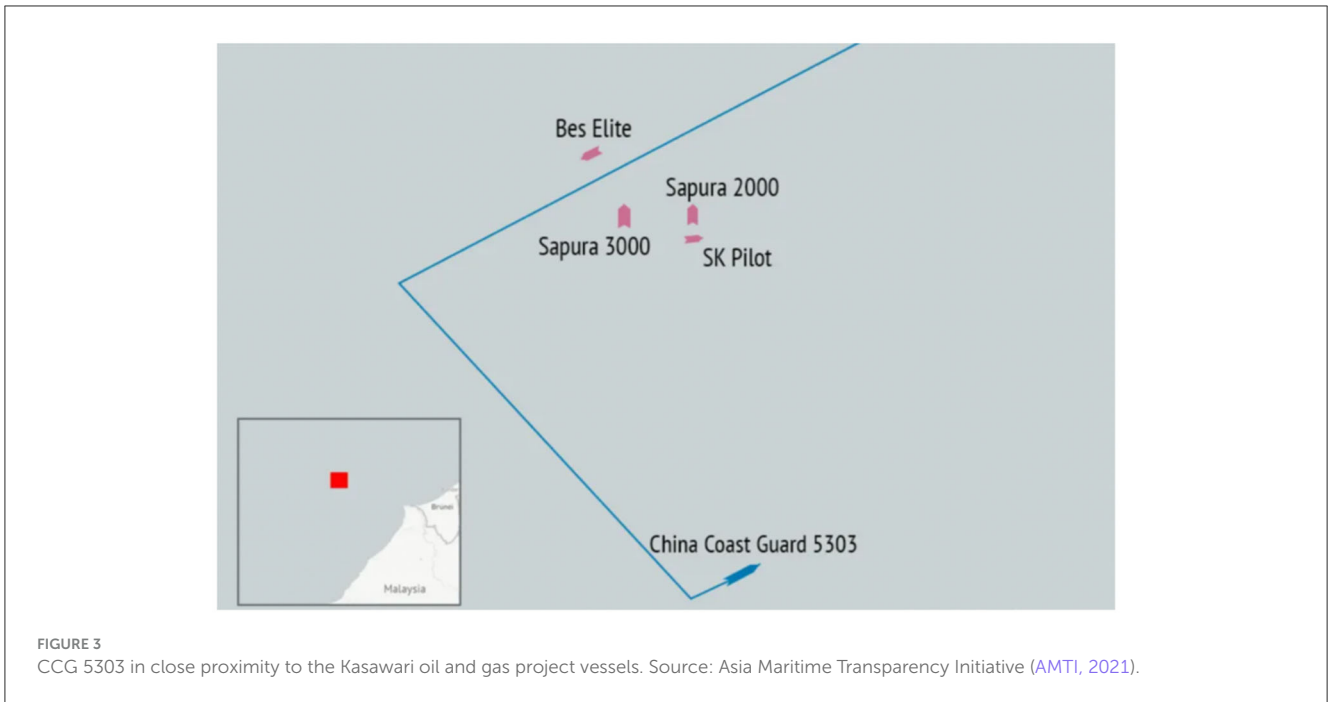 Bes Elite
Sapura 2000
Sapura 3000
SK Pilot
China Coast Guard 5303
Brunei
Malaysia
FIGURE 3
CCG 5303 in close proximity to the Kasawari oil and gas project vessels. Source: Asia Maritime Transparency Initiative (AMTI, 2021).